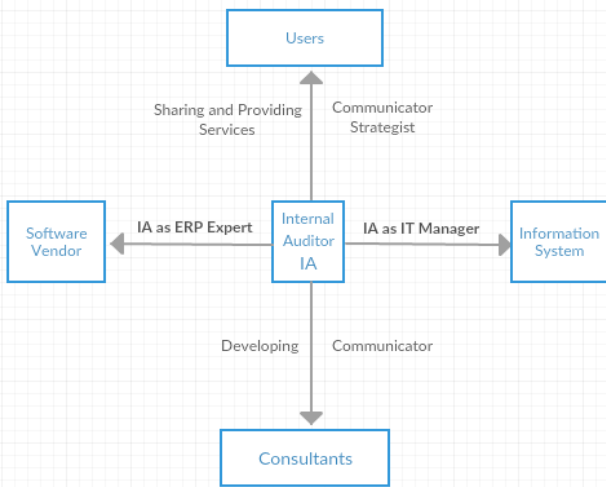 Users
Sharing and Providing
Services
Communicator
Strategist
Software
Vendor
IA as ERP Expert
Internal
Auditor
IA
IA as IT Manager
Information
System
Developing
Communicator
Consultants